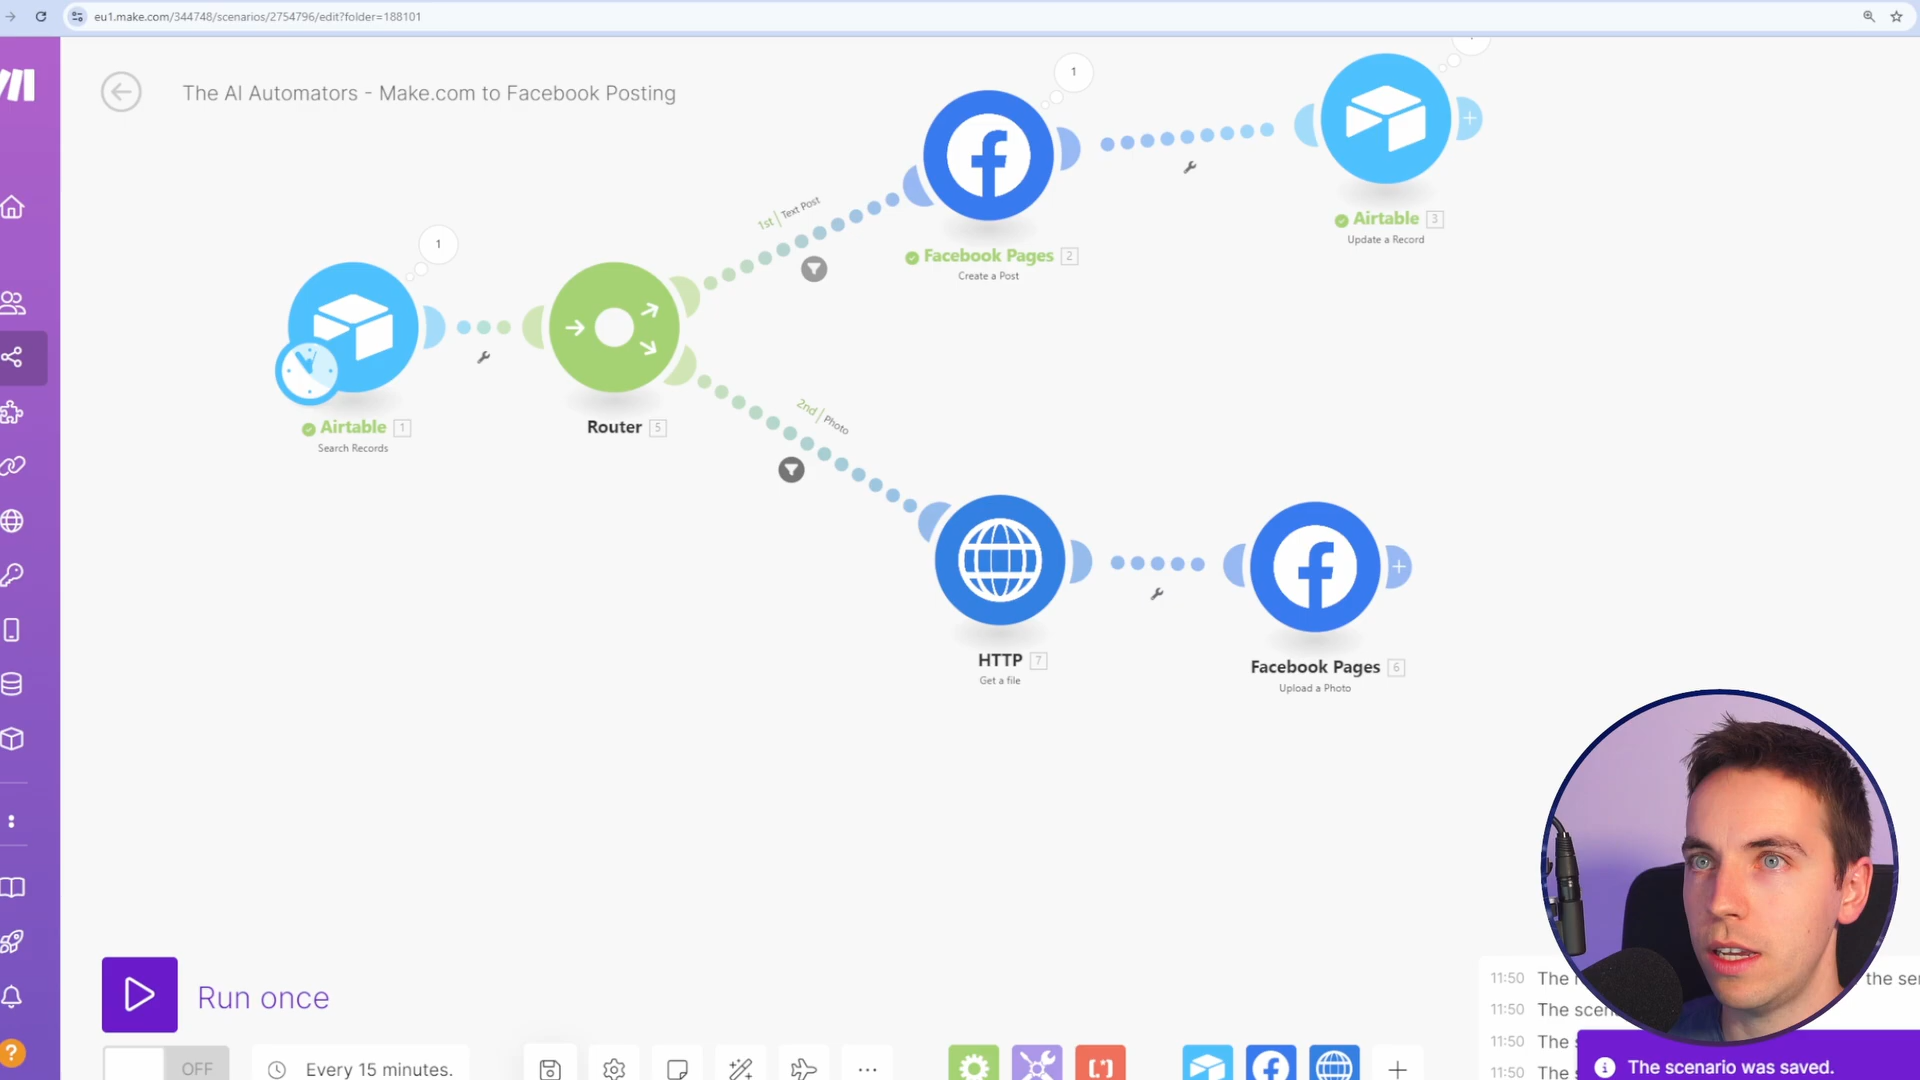 eu1.make.com/344748/scenarios/2754796/edit?folder=188101
The AI Automators - Make.com to Facebook Posting
1
1st | Text Post
Facebook Pages 2
Create a Post
Airtable 3
Update a Record
1
Airtable 1
Search Records
Router 5
2nd | Photo
HTTP 7
Get a file
Facebook Pages 6
Upload a Photo
Run once
OFF
Every 15 minutes.
11:50 The
11:50 The
11:50 The
11:50 The
the
The scenario was saved.
?